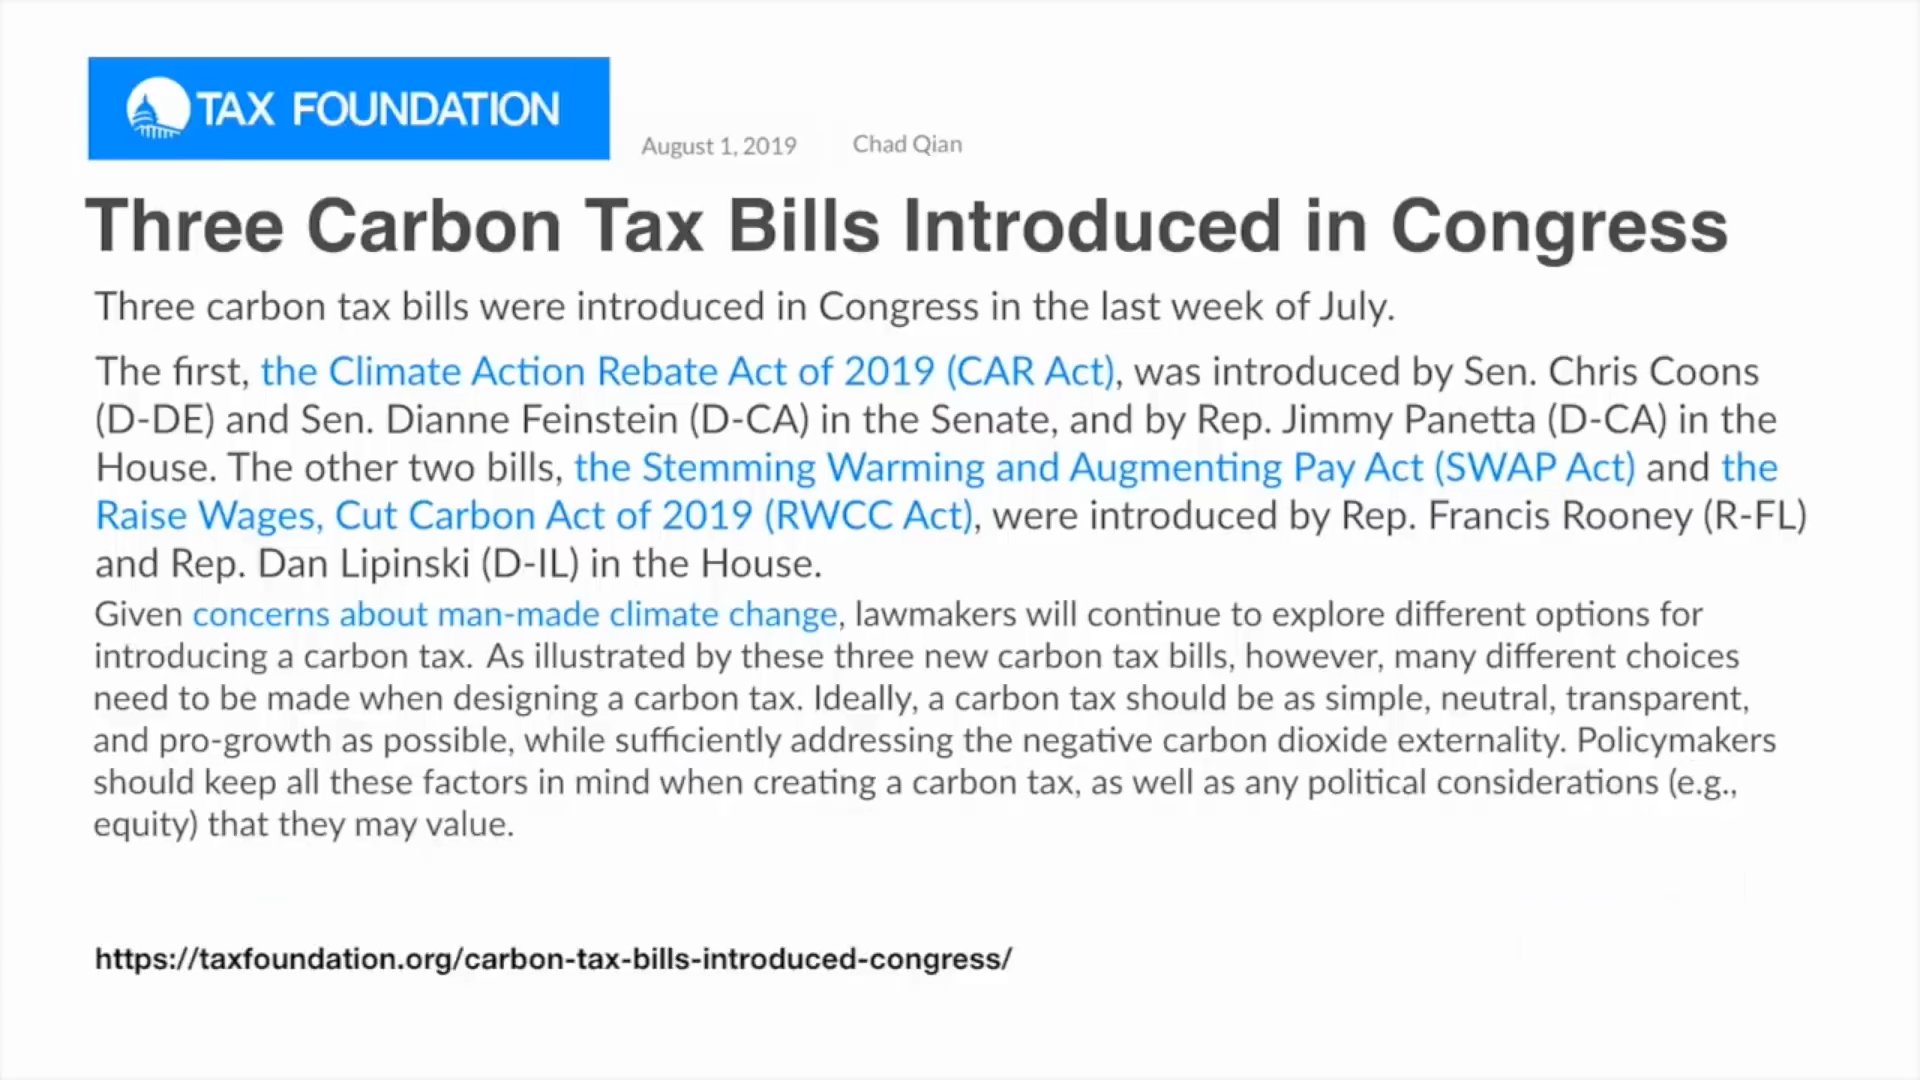 TAX FOUNDATION
August 1, 2019 Chad Qian
Three Carbon Tax Bills Introduced in Congress
Three carbon tax bills were introduced in Congress in the last week of July.
The first, the Climate Action Rebate Act of 2019 (CAR Act), was introduced by Sen. Chris Coons
(D-DE) and Sen. Dianne Feinstein (D-CA) in the Senate, and by Rep. Jimmy Panetta (D-CA) in the
House. The other two bills, the Stemming Warming and Augmenting Pay Act (SWAP Act) and the
Raise Wages, Cut Carbon Act of 2019 (RWCC Act), were introduced by Rep. Francis Rooney (R-FL)
and Rep. Dan Lipinski (D-IL) in the House.
Given concerns about man-made climate change, lawmakers will continue to explore different options for
introducing a carbon tax. As illustrated by these three new carbon tax bills, however, many different choices
need to be made when designing a carbon tax. Ideally, a carbon tax should be as simple, neutral, transparent,
and pro-growth as possible, while sufficiently addressing the negative carbon dioxide externality. Policymakers
should keep all these factors in mind when creating a carbon tax, as well as any political considerations (e.g.,
equity) that they may value.
https://taxfoundation.org/carbon-tax-bills-introduced-congress/